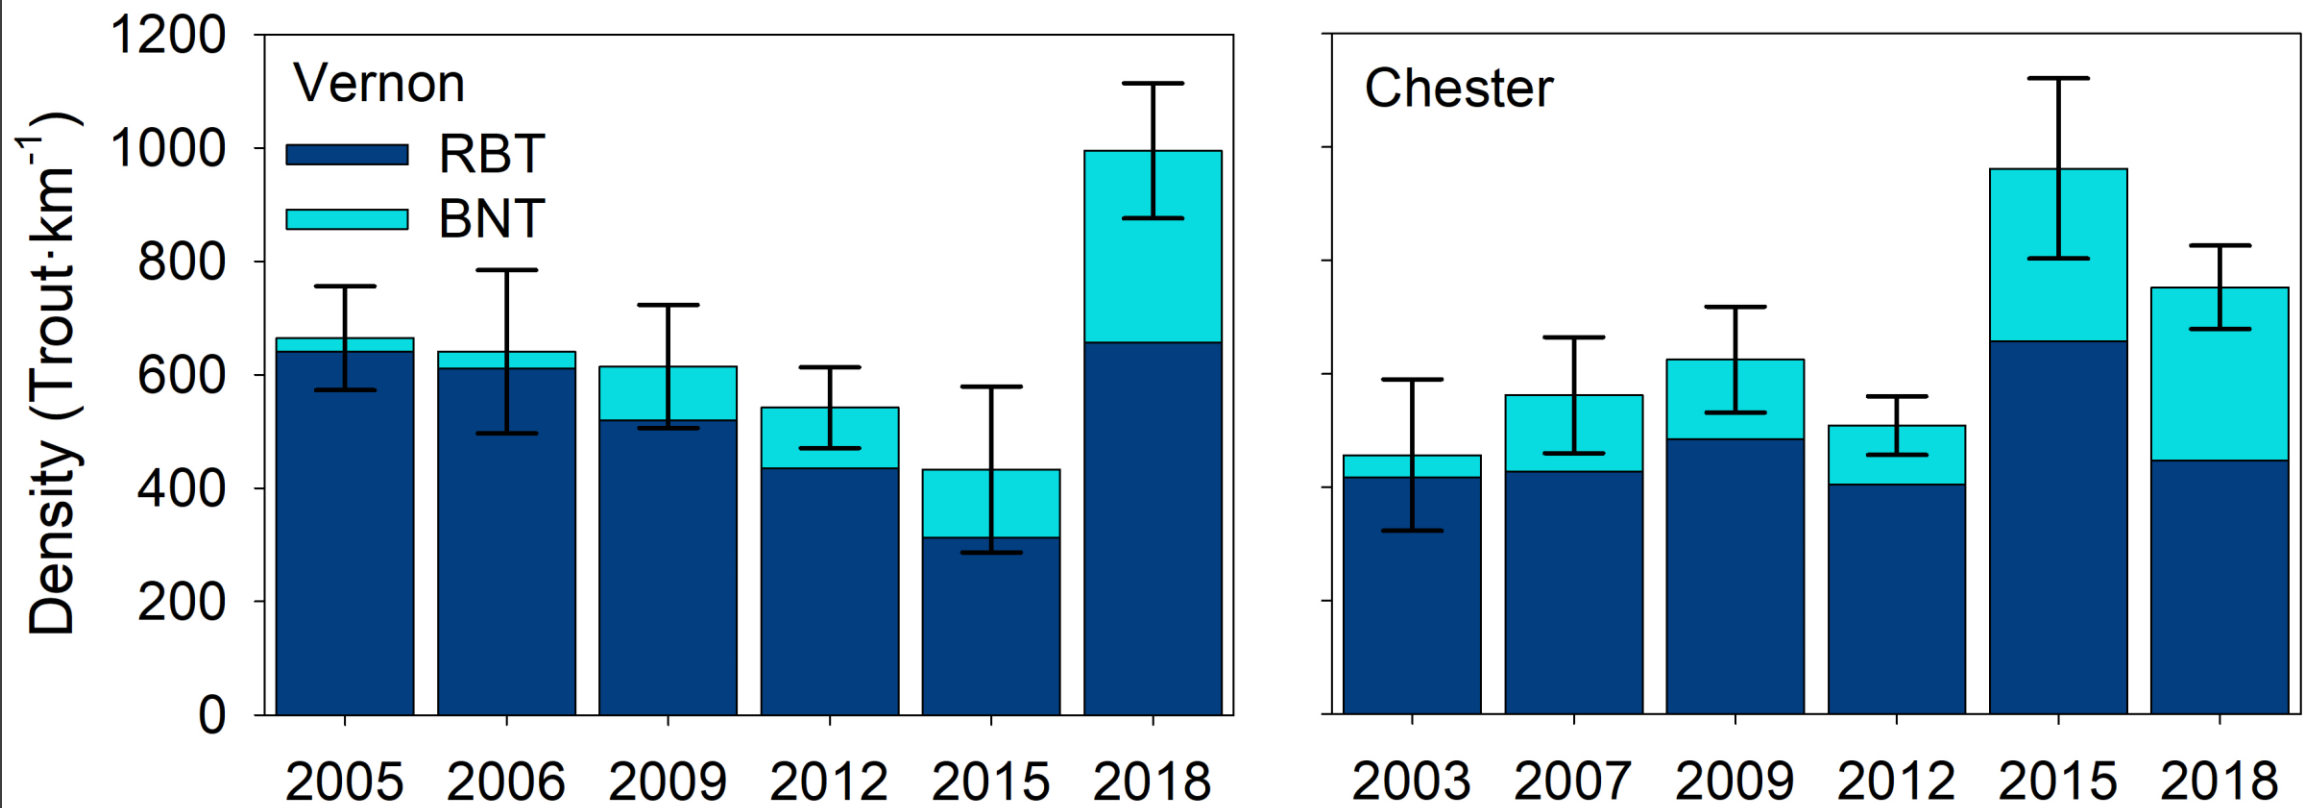 Density (Trout·km⁻¹)
1200
1000
800
600
400
200
0
Vernon
RBT
BNT
2005 2006 2009 2012 2015 2018
Chester
2003 2007 2009 2012 2015 2018